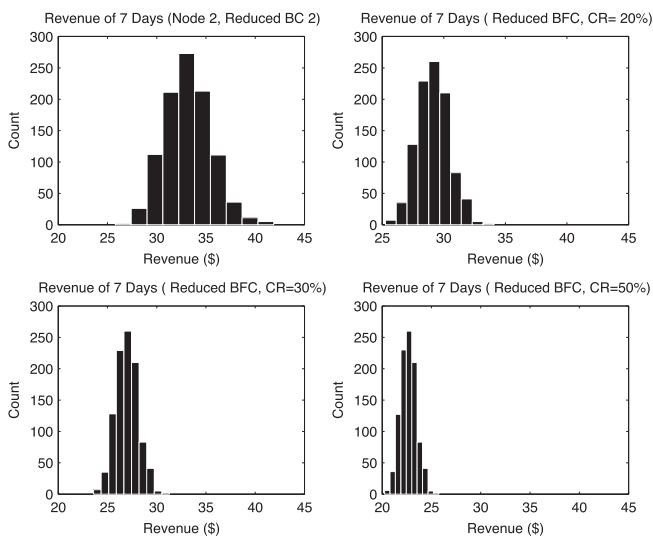 Revenue of 7 Days (Node 2, Reduced BC 2)
300
250
200
150
100
50
0
Count
20 25 30 35 40 45
Revenue ($)
Revenue of 7 Days ( Reduced BFC, CR= 20%)
300
250
200
150
100
50
0
Count
25 30 35 40 45
Revenue ($)
Revenue of 7 Days ( Reduced BFC, CR=30%)
300
250
200
150
100
50
0
Count
20 25 30 35 40 45
Revenue ($)
Revenue of 7 Days ( Reduced BFC, CR=50%)
300
250
200
150
100
50
0
Count
20 25 30 35 40 45
Revenue ($)